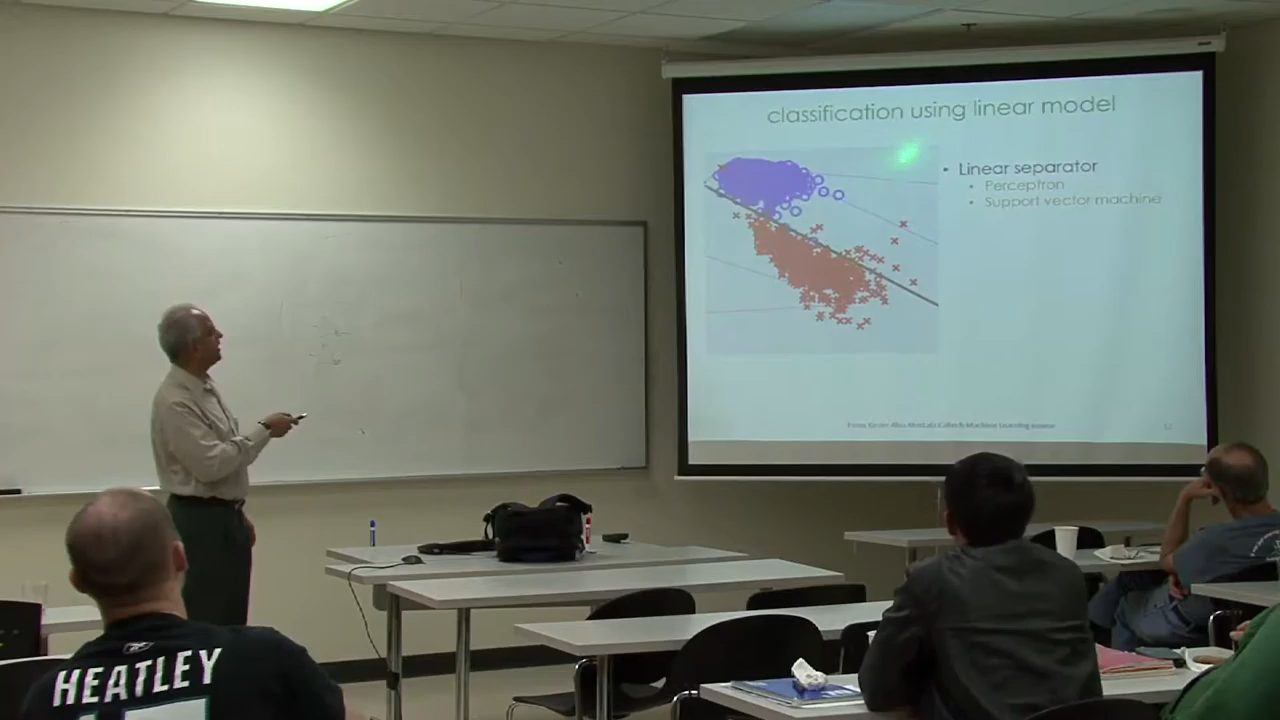 classification using linear model
• Linear separator
• Perceptron
• Support vector machine
HEATLEY